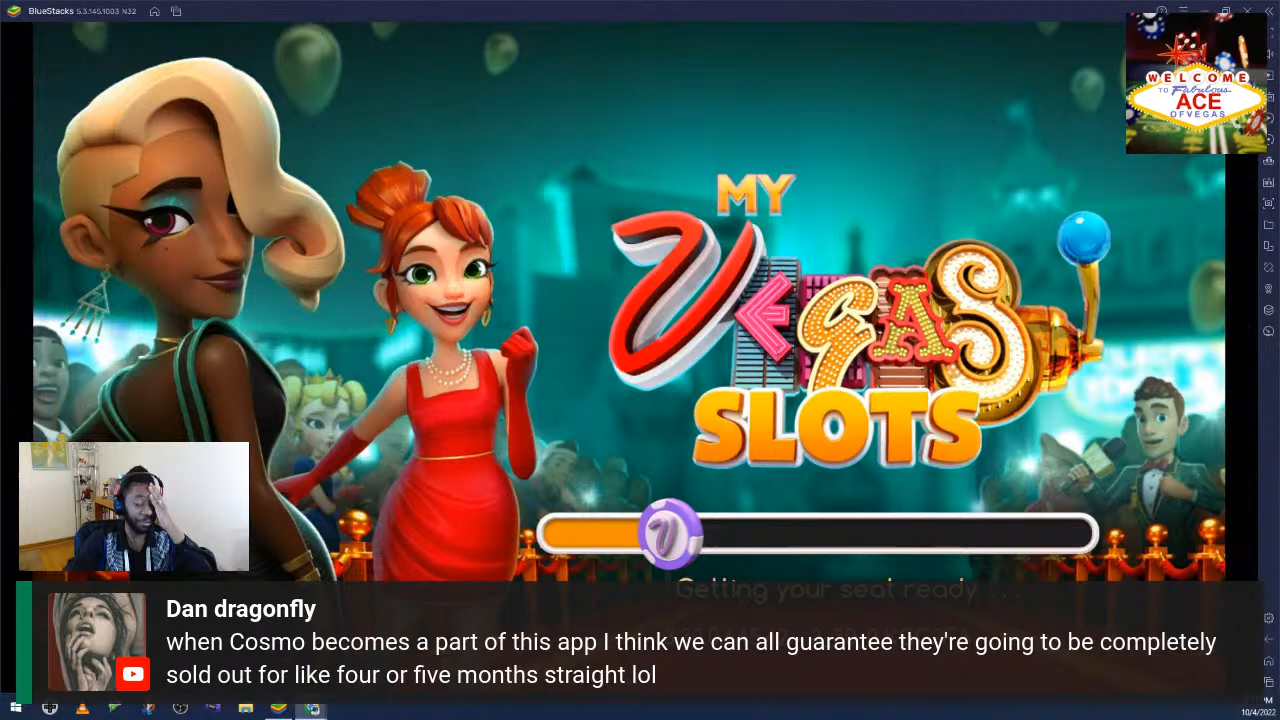 BlueStacks 5.3.145.1003 N32
WELCOME
TO Fabulous
ACE
OFVEGAS
MY
VEGAS
SLOTS
Getting your seat ready ...
Dan dragonfly
when Cosmo becomes a part of this app I think we can all guarantee they're going to be completely
sold out for like four or five months straight lol
10/4/2022